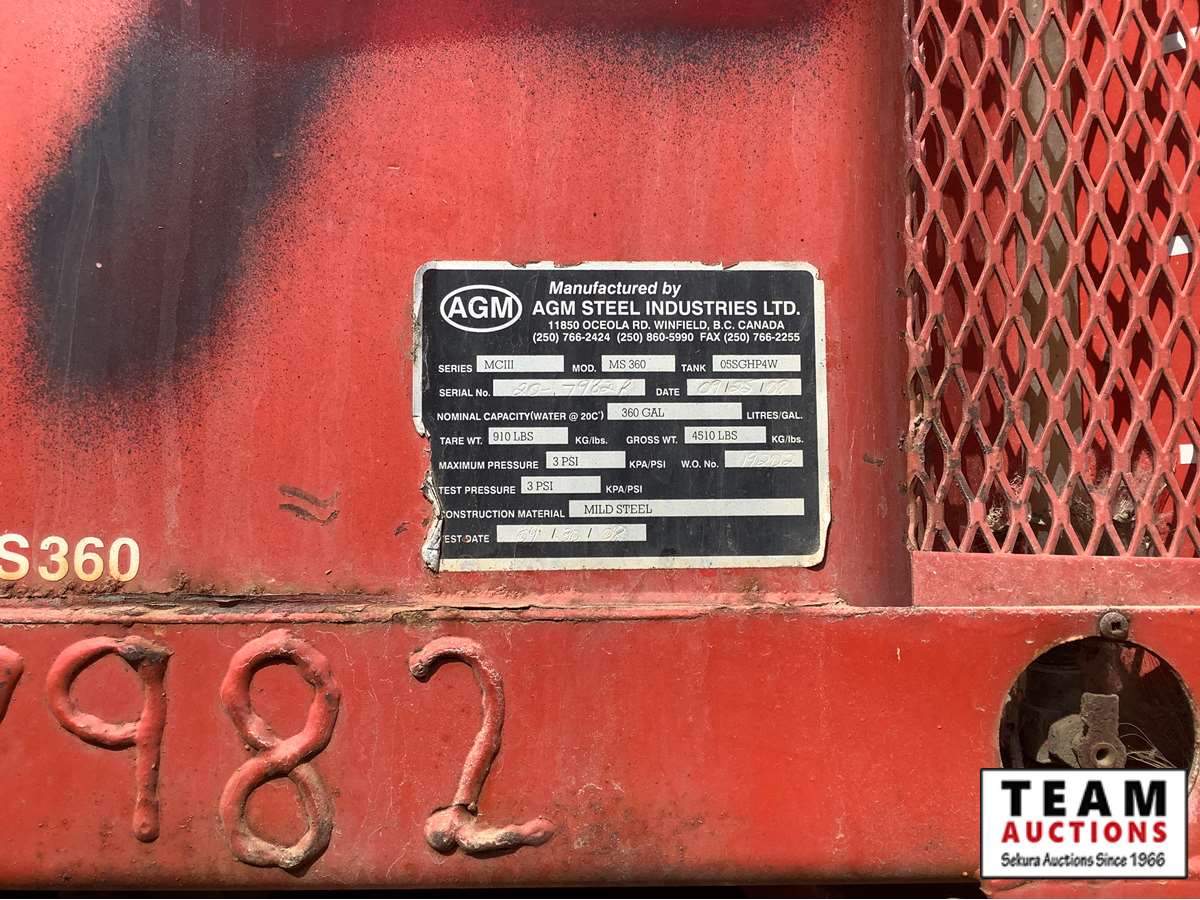 AGM
Manufactured by
AGM STEEL INDUSTRIES LTD.
11850 OCEOLA RD. WINFIELD, B.C. CANADA
(250) 766-2424 (250) 860-5990 FAX (250) 766-2255
SERIES MCIII MOD. MS 360 TANK 05SGHP4W
SERIAL No. DATE
NOMINAL CAPACITY(WATER @ 20C°) 360 GAL LITRES/GAL.
TARE WT. 910 LBS KG/lbs. GROSS WT. 4510 LBS KG/lbs.
MAXIMUM PRESSURE 3 PSI KPA/PSI W.O. No. 19202
TEST PRESSURE 3 PSI KPA/PSI
CONSTRUCTION MATERIAL MILD STEEL
TEST DATE
S360
982
TEAM
AUCTIONS
Sekura Auctions Since 1966